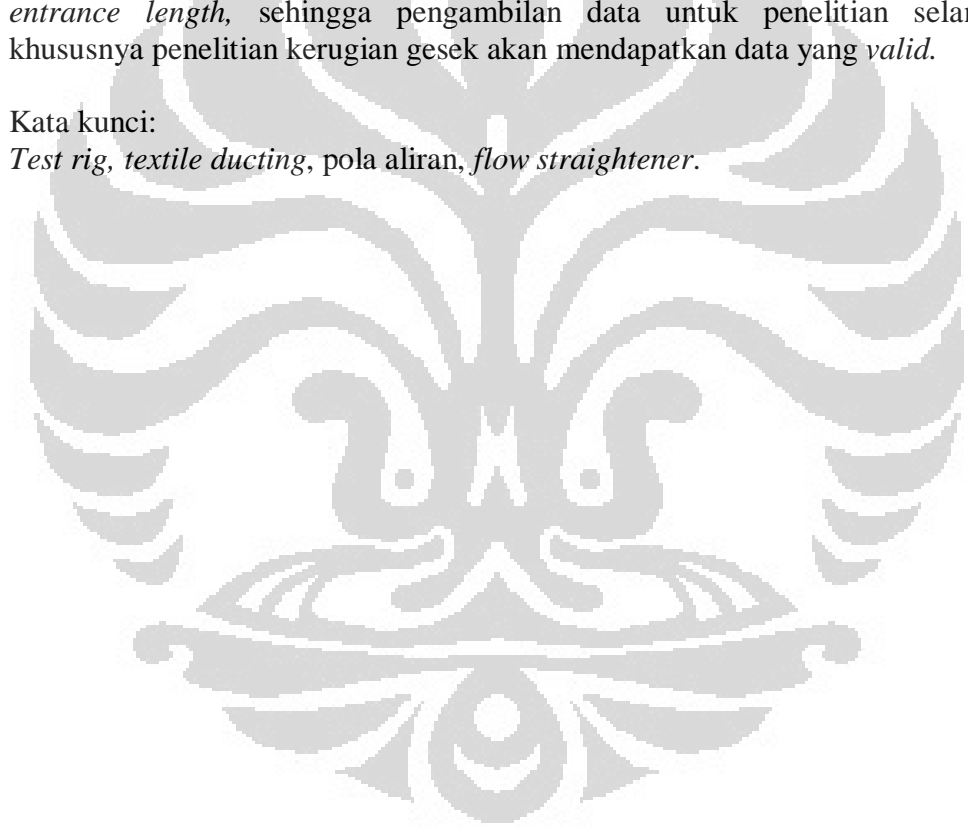 entrance length, sehingga pengambilan data untuk penelitian selan
khususnya penelitian kerugian gesek akan mendapatkan data yang valid.
Kata kunci:
Test rig, textile ducting, pola aliran, flow straightener.